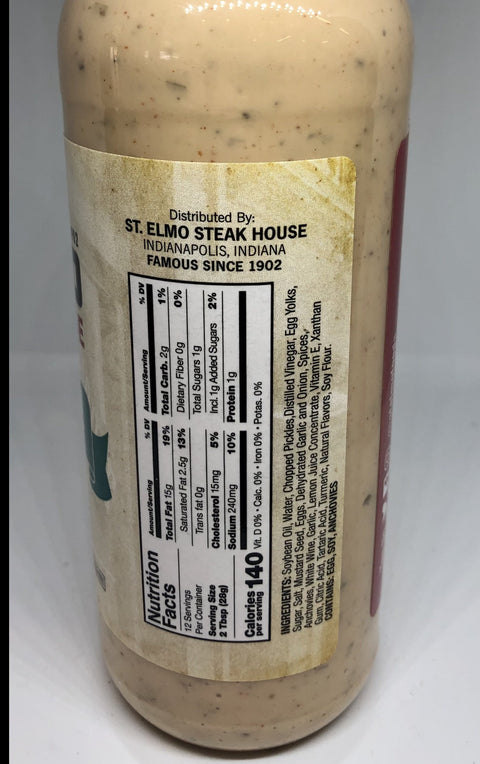 Distributed By:
ST. ELMO STEAK HOUSE
INDIANAPOLIS, INDIANA
FAMOUS SINCE 1902
Nutrition
Facts
12 Servings
Per Container
Serving Size
2 Tbsp (28g)
Calories 140
per serving
Amount/Serving % DV
Total Fat 15g 19%
Saturated Fat 2.5g 13%
Trans fat 0g
Cholesterol 15mg 5%
Sodium 240mg 10%
Amount/Serving % DV
Total Carb. 2g 1%
Dietary Fiber 0g 0%
Total Sugars 1g
Incl.1g Added Sugars 2%
Protein 1g
Vit. D 0% • Calc. 0% • Iron 0% • Potas. 0%
INGREDIENTS: Soybean Oil, Water, Chopped Pickles,Distilled Vinegar, Egg Yolks,
Sugar, Salt, Mustard Seed, Eggs, Dehydrated Garlic and Onion, Spices,
Anchovies, White Wine, Garlic, Lemon Juice Concentrate, Vitamin E, Xanthan
Gum, Citric Acid, Tartaric Acid, Turmeric, Natural Flavors, Soy Flour.
CONTAINS: EGG, SOY, ANCHOVIES